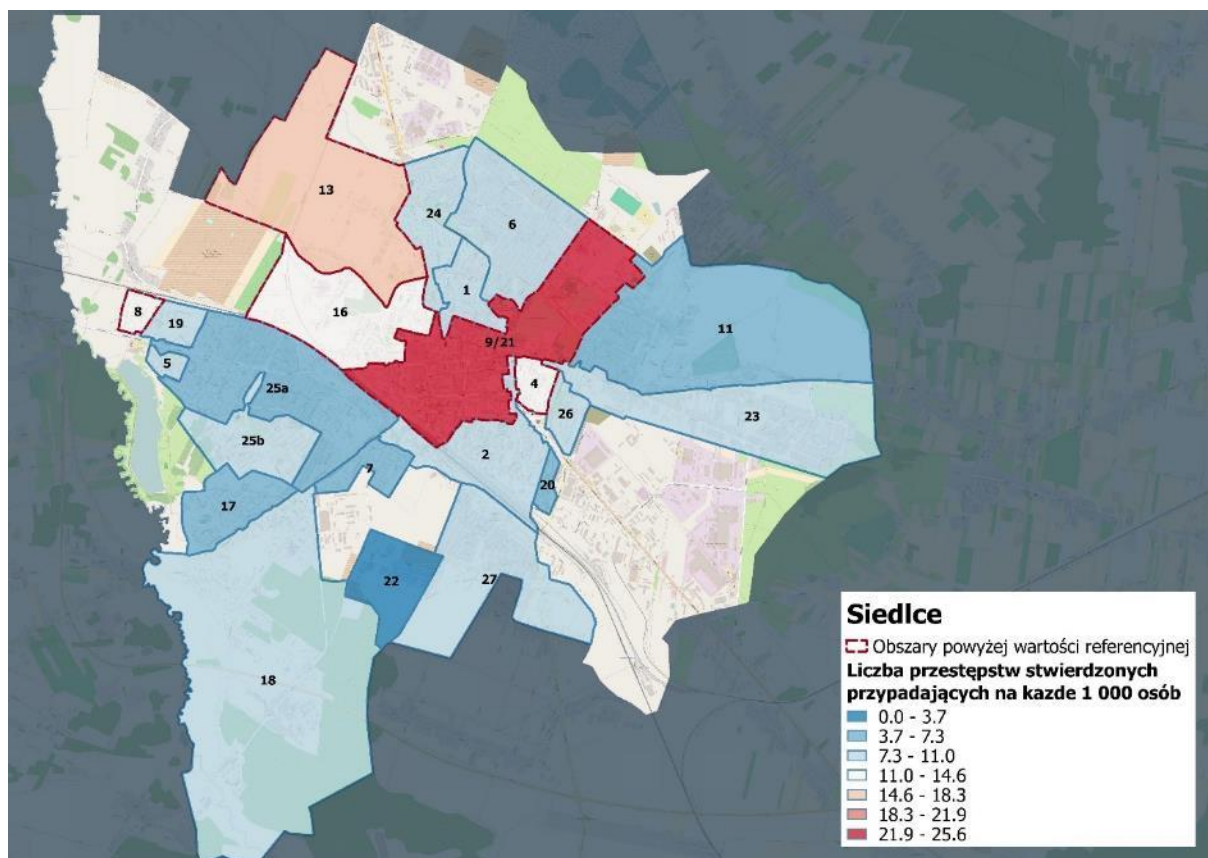 13
24
6
1
16
8
19
9/21
11
5
4
25a
26
23
25b
2
7
20
17
22
27
18
Siedlce
Obszary powyżej wartości referencyjnej
Liczba przestępstw stwierdzonych
przypadających na kazde 1 000 osób
0.0 - 3.7
3.7 - 7.3
7.3 - 11.0
11.0 - 14.6
14.6 - 18.3
18.3 - 21.9
21.9 - 25.6